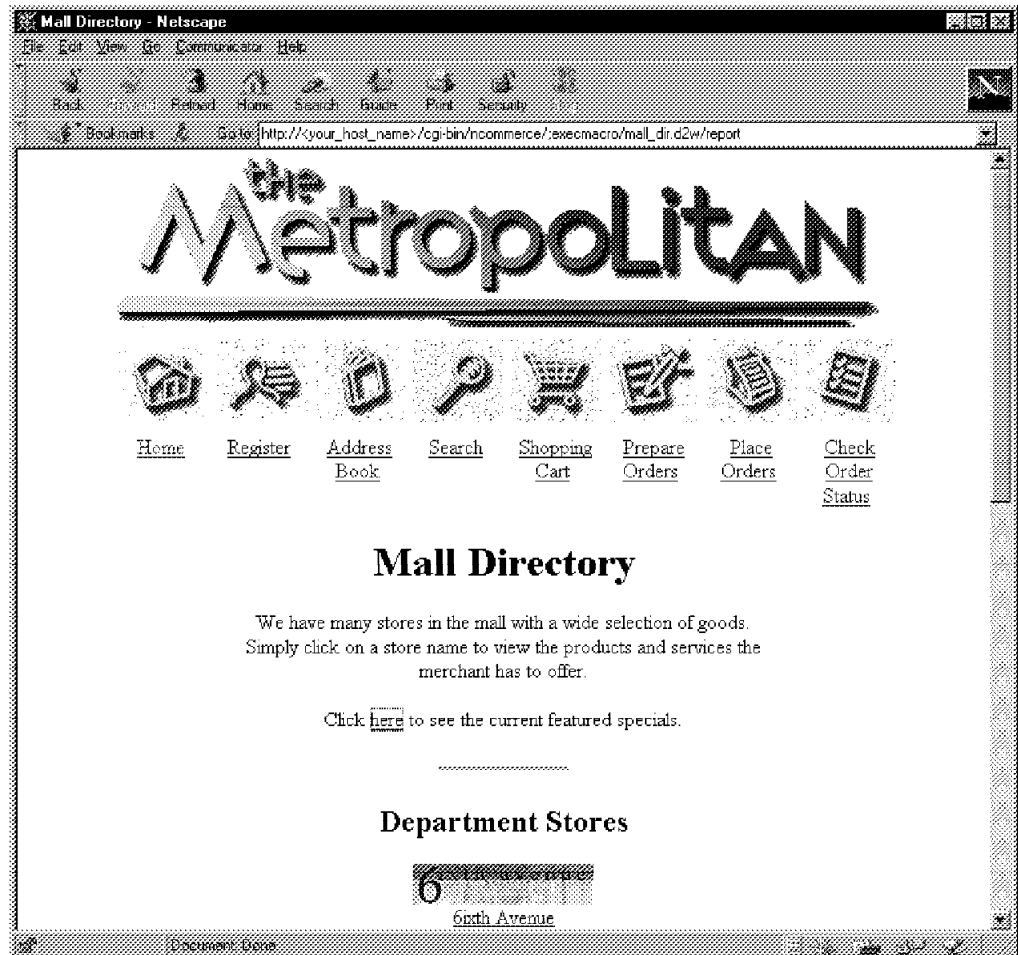 Mall Directory - Netscape
File Edit View Go Communicator Help
Back Forward Reload Home Search Guide Print Security
Bookmarks Go to: http://<your_host_name>/cgi-bin/ncommerce/;execmacro/mall_dir.d2w/report
the
MetropoLitAN
Home Register Address Search Shopping Prepare Place Check
Book Cart Orders Orders Order
Status
Mall Directory
We have many stores in the mall with a wide selection of goods.
Simply click on a store name to view the products and services the
merchant has to offer.
Click here to see the current featured specials.
Department Stores
6ixth avenue
6ixth Avenue
Document: Done